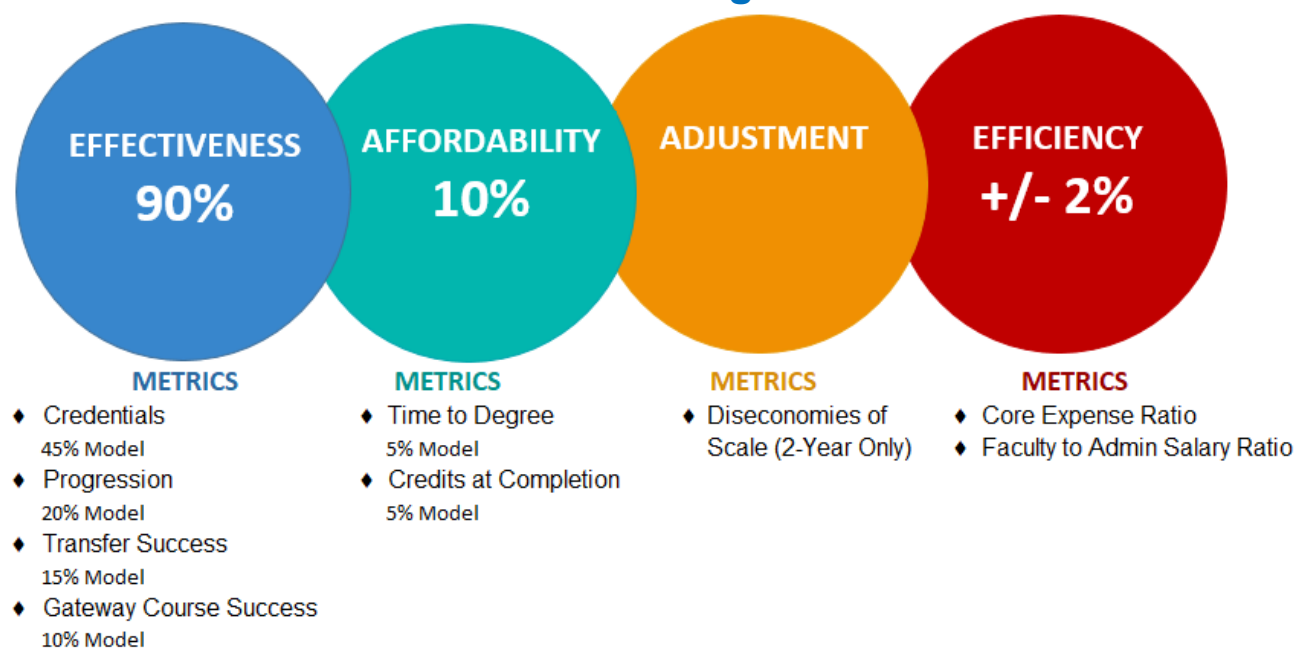 EFFECTIVENESS
90%
AFFORDABILITY
10%
ADJUSTMENT
EFFICIENCY
+/- 2%
METRICS
♦ Credentials
45% Model
♦ Progression
20% Model
♦ Transfer Success
15% Model
♦ Gateway Course Success
10% Model
METRICS
♦ Time to Degree
5% Model
♦ Credits at Completion
5% Model
METRICS
♦ Diseconomies of
Scale (2-Year Only)
METRICS
♦ Core Expense Ratio
♦ Faculty to Admin Salary Ratio